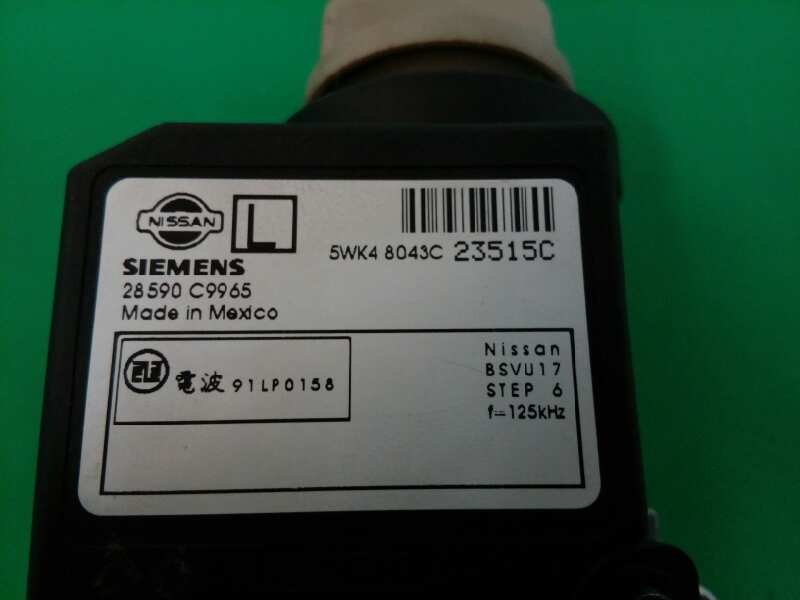 NISSAN
L
SIEMENS
5WK4 8043C 23515C
28590 C9965
Made in Mexico
電波 91LP0158
Nissan
BSVU17
STEP 6
f=125kHz